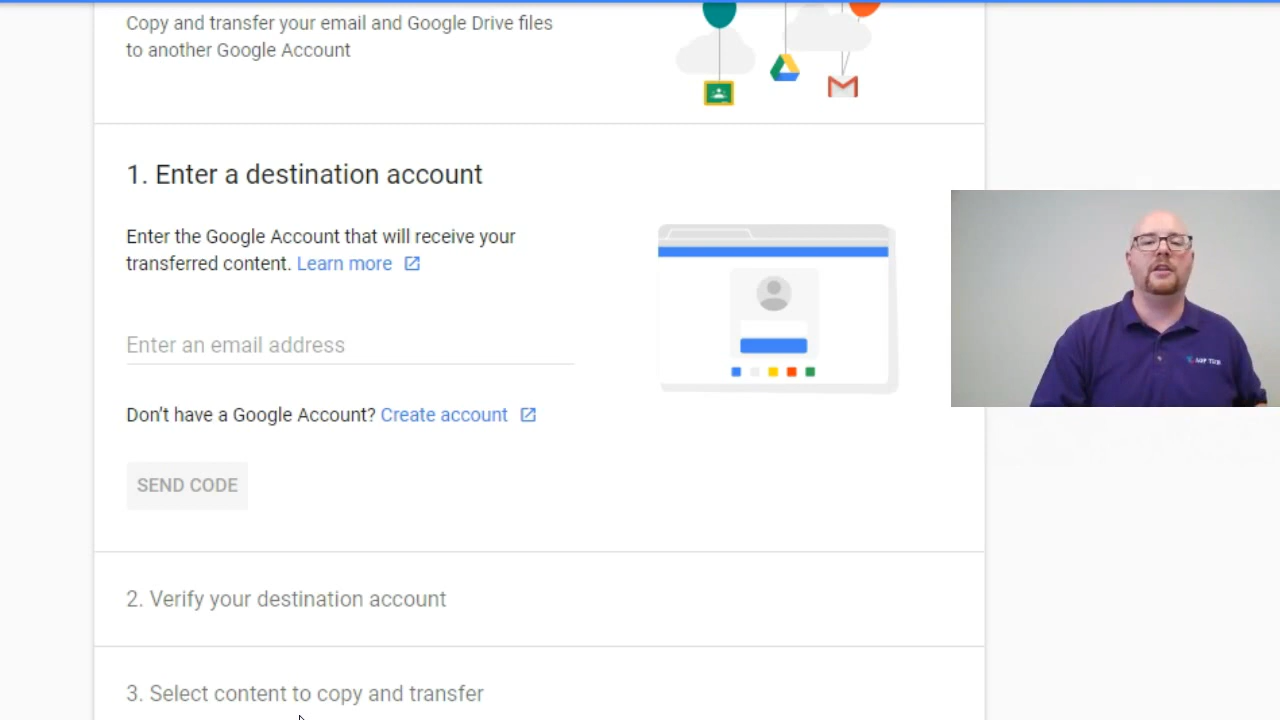 Copy and transfer your email and Google Drive files
to another Google Account
1. Enter a destination account
Enter the Google Account that will receive your
transferred content. Learn more
Enter an email address
Don't have a Google Account? Create account
SEND CODE
2. Verify your destination account
3. Select content to copy and transfer